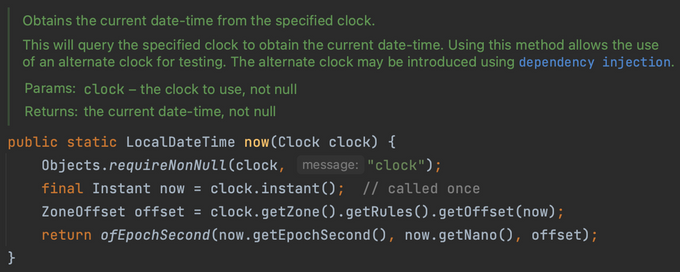 Obtains the current date-time from the specified clock.
This will query the specified clock to obtain the current date-time. Using this method allows the use
of an alternate clock for testing. The alternate clock may be introduced using dependency injection.
Params: clock – the clock to use, not null
Returns: the current date-time, not null
public static LocalDateTime now(Clock clock) {
    Objects.requireNonNull(clock, message: "clock");
    final Instant now = clock.instant();  // called once
    ZoneOffset offset = clock.getZone().getRules().getOffset(now);
    return ofEpochSecond(now.getEpochSecond(), now.getNano(), offset);
}